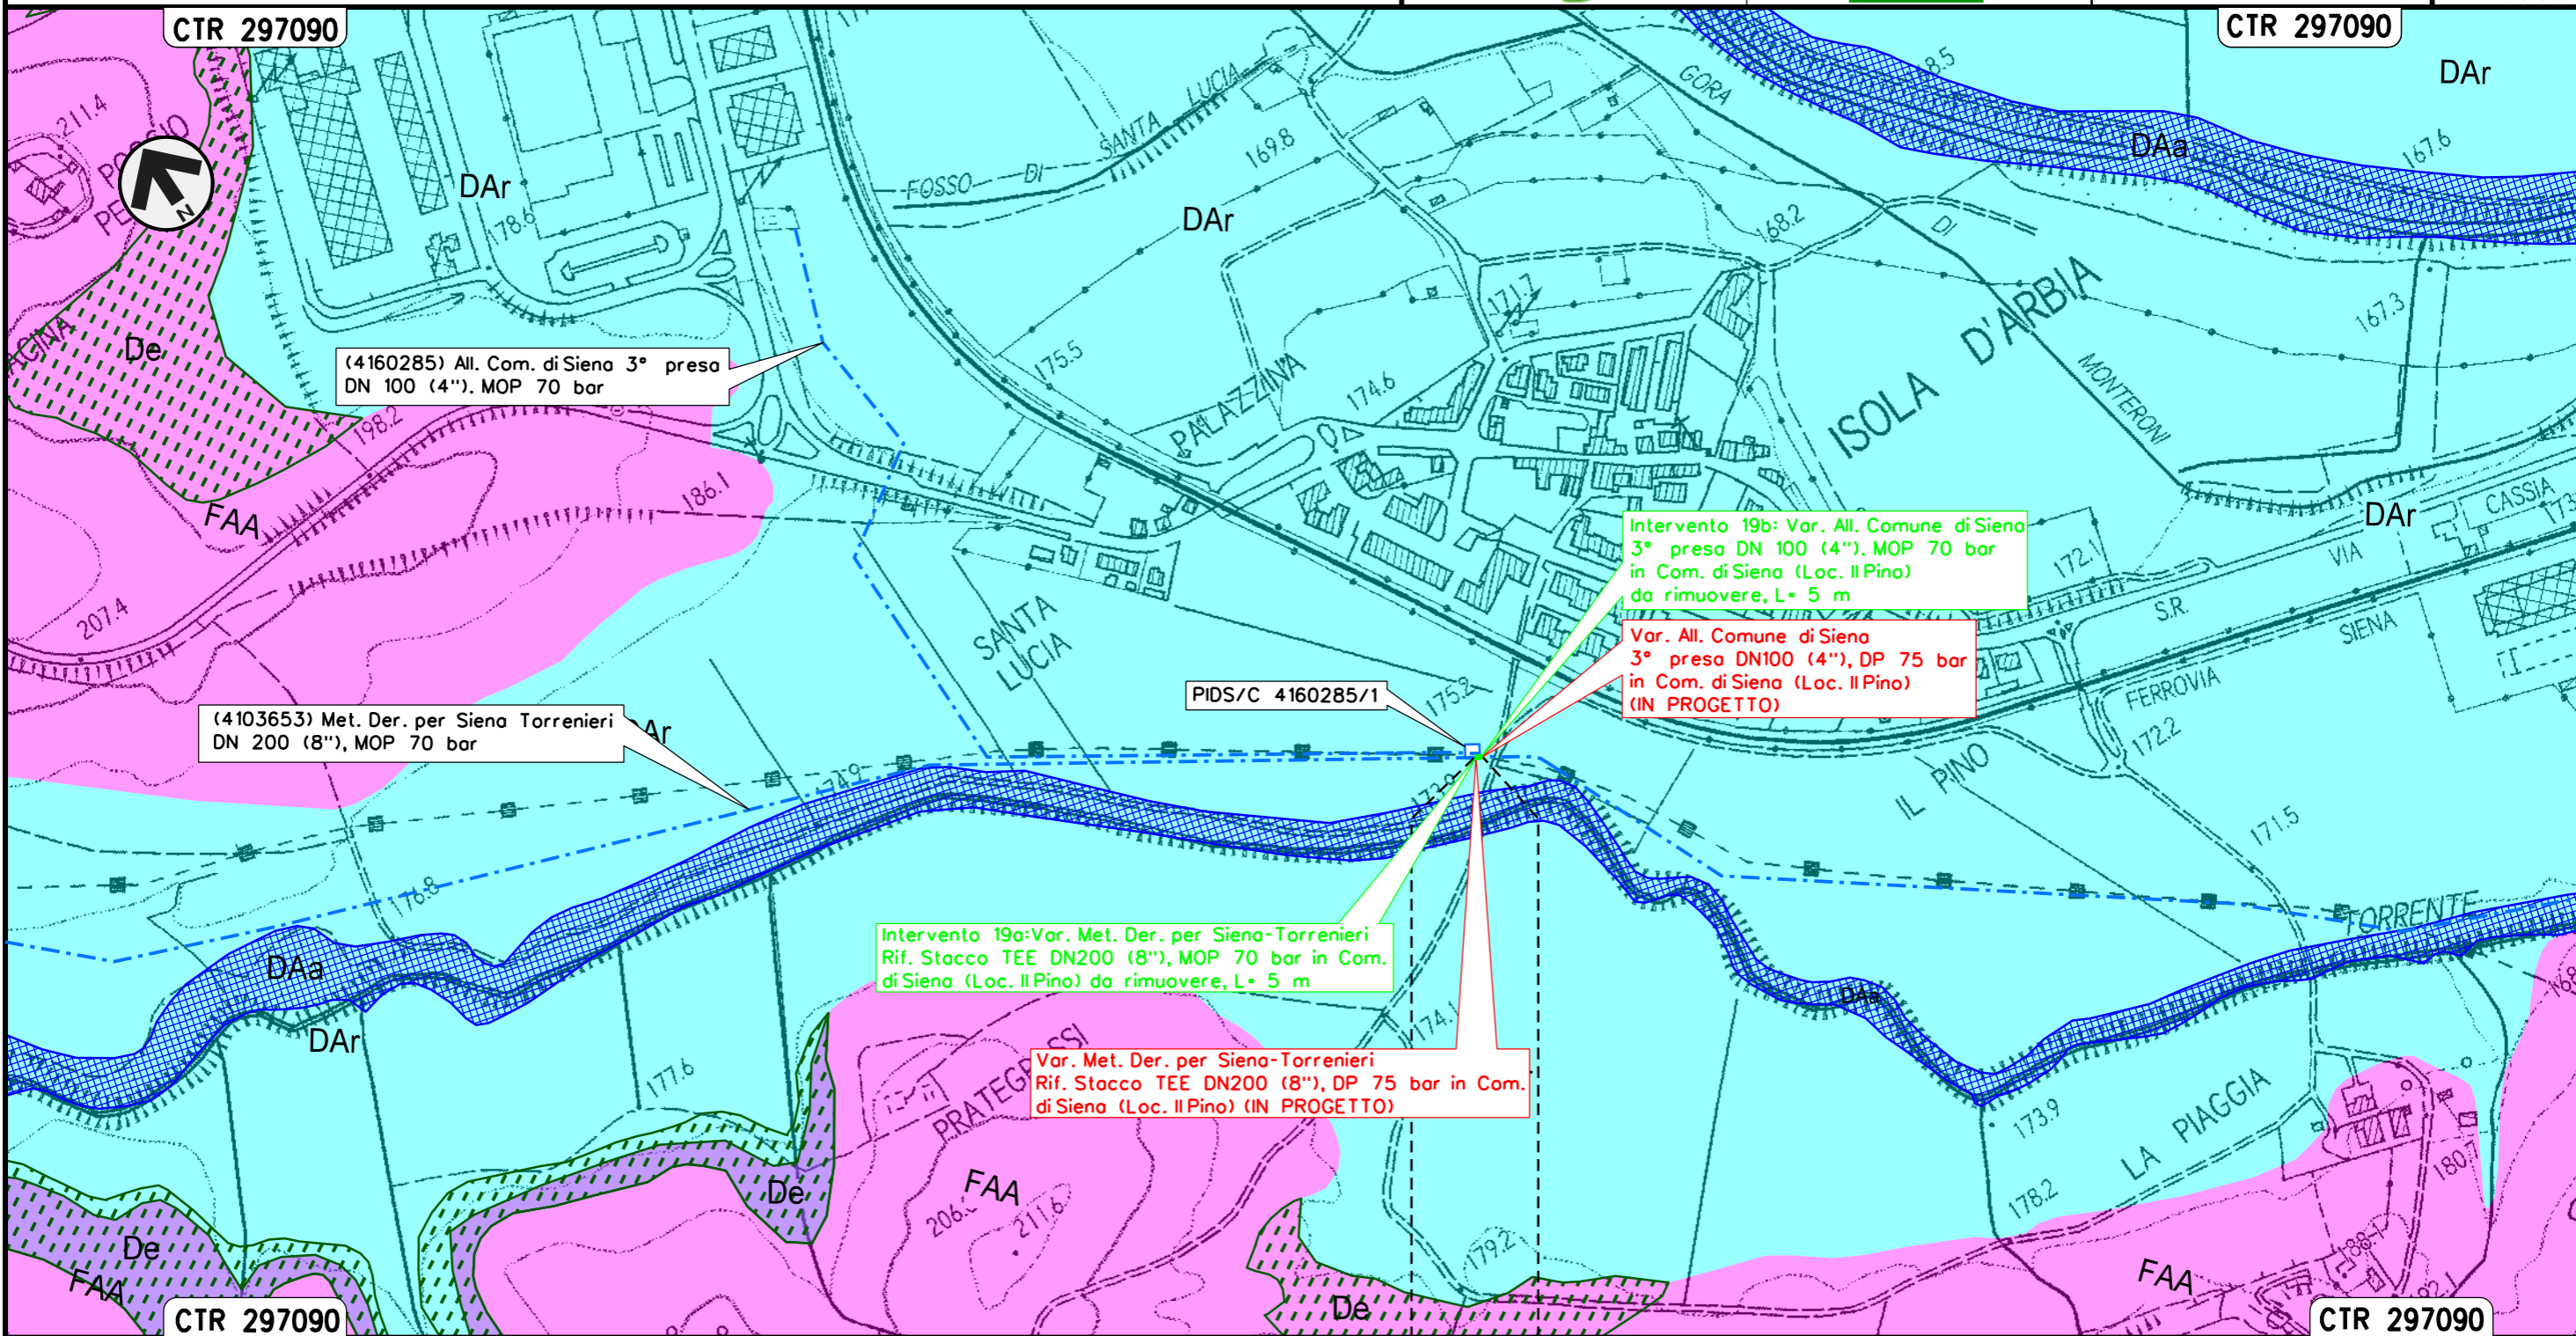 CTR 297090
CTR 297090
DAr
211.4
POGGIO
N
DAr
178.6
FOSSO DI SANTA LUCIA
169.8
GORA
DI
MONTERONI
8.5
DAa
167.6
DAr
168.2
171.7
ISOLA D'ARBIA
167.3
De
(4160285) All. Com. di Siena 3° presa
DN 100 (4"). MOP 70 bar
175.5
PALAZZINA
174.6
198.2
FAA
186.1
DAr
CASSIA
VIA
S.R.
172.1
SIENA
FERROVIA
Intervento 19b: Var. All. Comune di Siena
3° presa DN 100 (4"). MOP 70 bar
in Com. di Siena (Loc. Il Pino)
da rimuovere, L= 5 m
207.4
SANTA
LUCIA
Var. All. Comune di Siena
3° presa DN100 (4"), DP 75 bar
in Com. di Siena (Loc. Il Pino)
(IN PROGETTO)
PIDS/C 4160285/1
175.2
(4103653) Met. Der. per Siena Torrenieri
DN 200 (8"), MOP 70 bar
Ar
172.2
IL PINO
174.9
171.5
176.8
TORRENTE
Intervento 19a:Var. Met. Der. per Siena-Torrenieri
Rif. Stacco TEE DN200 (8"), MOP 70 bar in Com.
di Siena (Loc. Il Pino) da rimuovere, L= 5 m
DAa
DAa
DAr
174.1
Var. Met. Der. per Siena-Torrenieri
Rif. Stacco TEE DN200 (8"), DP 75 bar in Com.
di Siena (Loc. Il Pino) (IN PROGETTO)
177.6
173.9
LA PIAGGIA
180.1
De
FAA
211.6
178.2
De
179.2
188.1
FAA
FAA
De
CTR 297090
CTR 297090